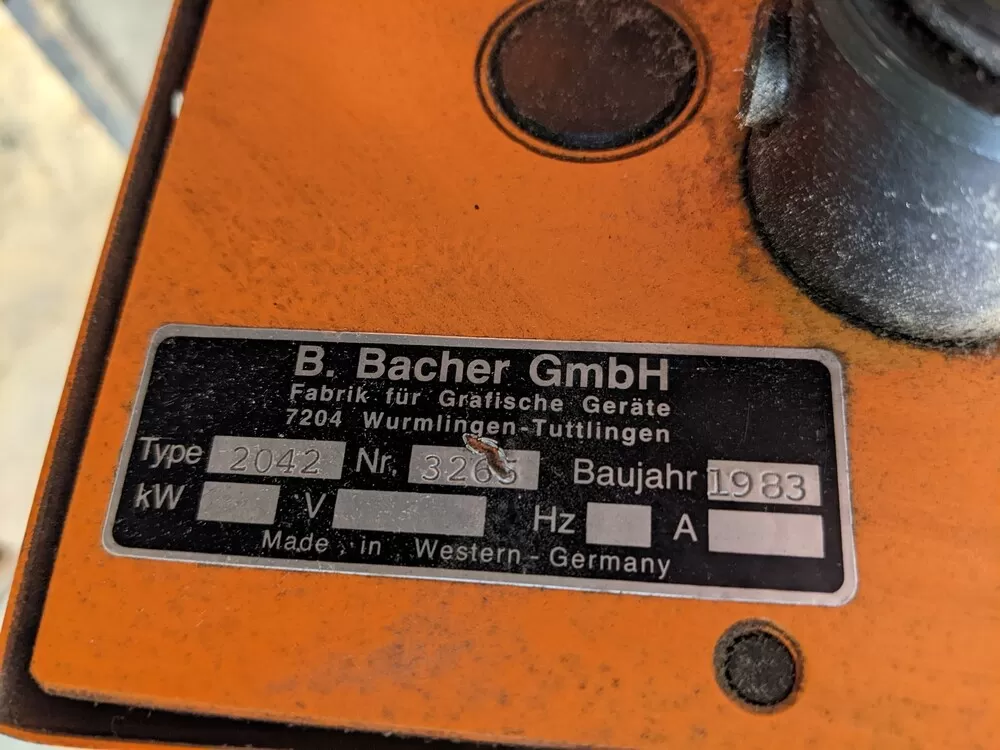 B. Bacher GmbH
Fabrik für Grafische Geräte
7204 Wurmlingen-Tuttlingen
Type 2042 Nr. 3265 Baujahr 1983
kW V Hz A
Made in Western-Germany